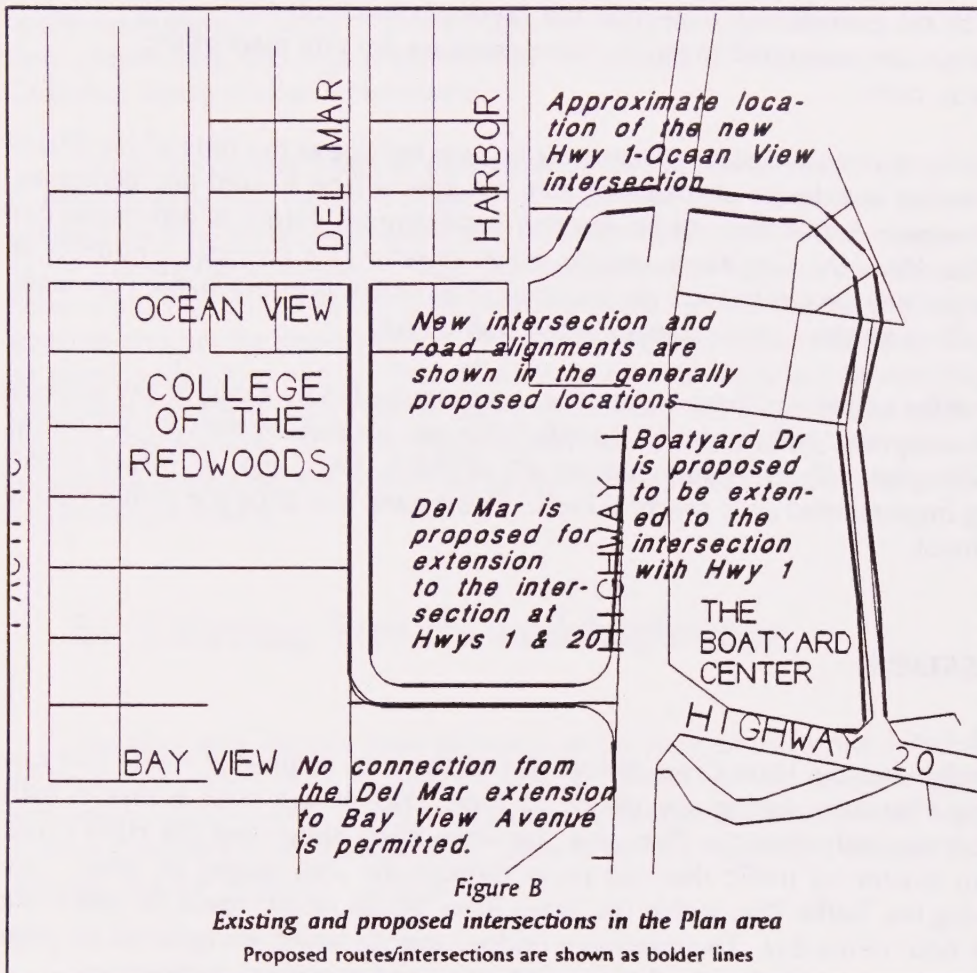 DEL MAR
HARBOR
Approximate loca-
tion of the new
Hwy 1-Ocean View
intersection
OCEAN VIEW
New intersection and
road alignments are
shown in the generally
proposed locations
COLLEGE
OF THE
REDWOODS
HIGHWAY 1
Boatyard Dr
is proposed
to be exten-
ed to the
intersection
with Hwy 1
Del Mar is
proposed for
extension
to the inter-
section at
Hwys 1 & 20
THE
BOATYARD
CENTER
HIGHWAY 20
BAY VIEW
No connection from
the Del Mar extension
to Bay View Avenue
is permitted.
Figure B
Existing and proposed intersections in the Plan area
Proposed routes/intersections are shown as bolder lines